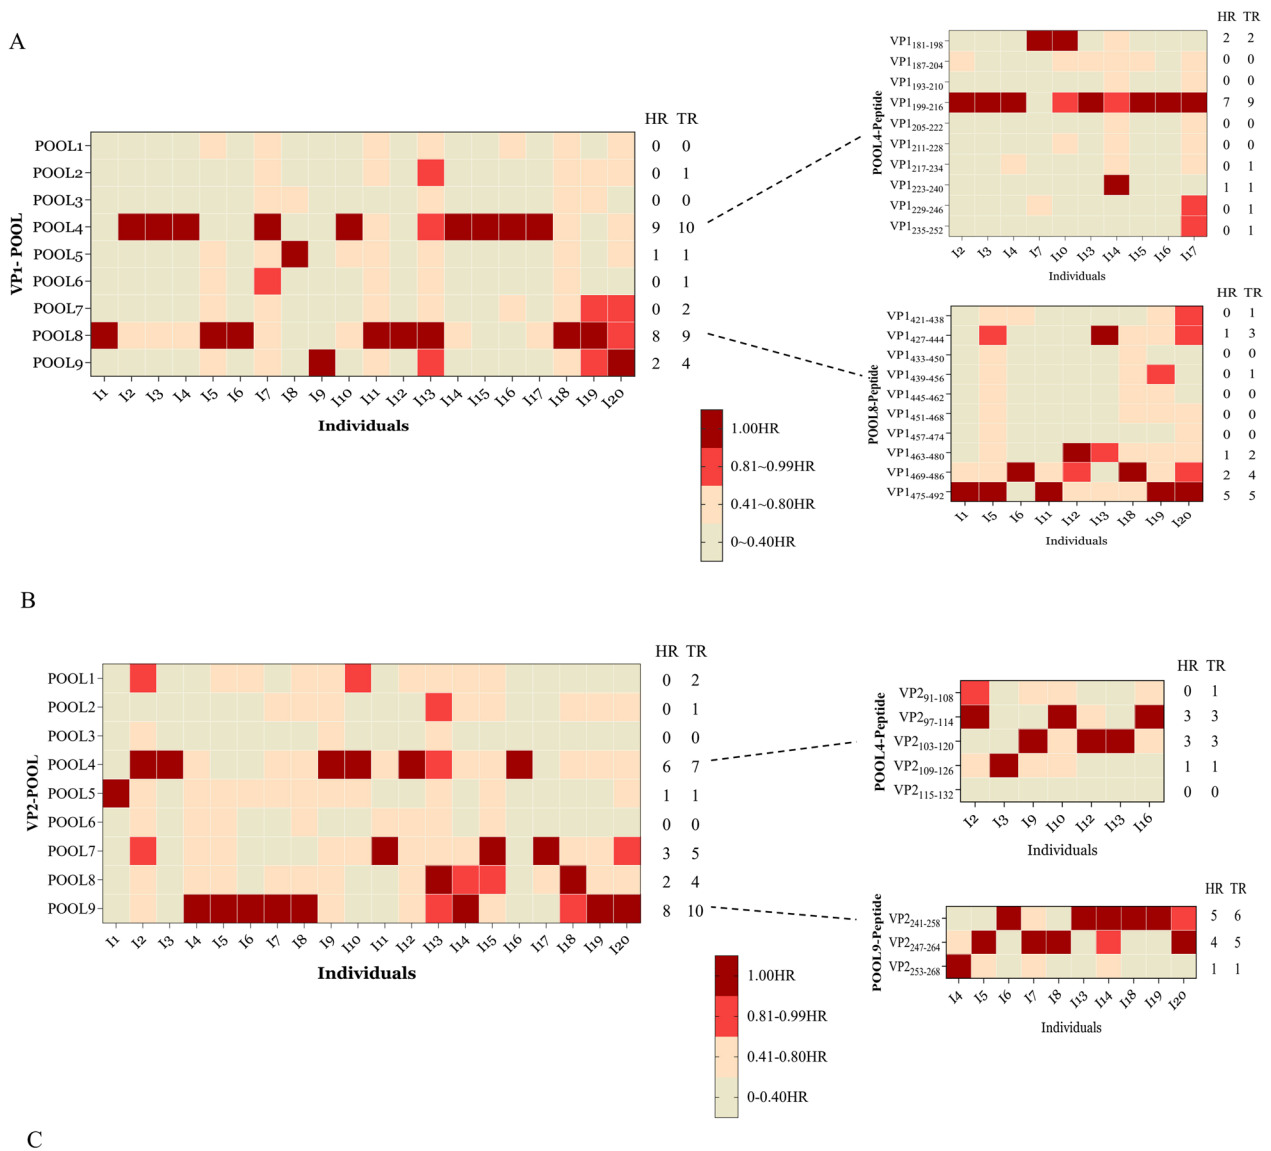 A
HR TR
POOL1 0 0
POOL2 0 1
POOL3 0 0
POOL4 9 10
POOL5 1 1
POOL6 0 1
POOL7 0 2
POOL8 8 9
POOL9 2 4
VP1- POOL
I1 I2 I3 I4 I5 I6 I7 I8 I9 I10 I11 I12 I13 I14 I15 I16 I17 I18 I19 I20
Individuals
1.00HR
0.81~0.99HR
0.41~0.80HR
0~0.40HR
HR TR
VP1181-198 2 2
VP1187-204 0 0
VP1193-210 0 0
VP1199-216 7 9
VP1205-222 0 0
VP1211-228 0 0
VP1217-234 0 1
VP1223-240 1 1
VP1229-246 0 1
VP1235-252 0 1
POOL4-Peptide
I2 I3 I4 I7 I10 I13 I14 I15 I16 I17
Individuals
HR TR
VP1421-438 0 1
VP1427-444 1 3
VP1433-450 0 0
VP1439-456 0 1
VP1445-462 0 0
VP1451-468 0 0
VP1457-474 0 0
VP1463-480 1 2
VP1469-486 2 4
VP1475-492 5 5
POOL8-Peptide
I1 I5 I6 I11 I12 I13 I18 I19 I20
Individuals
B
HR TR
POOL1 0 2
POOL2 0 1
POOL3 0 0
POOL4 6 7
POOL5 1 1
POOL6 0 0
POOL7 3 5
POOL8 2 4
POOL9 8 10
VP2-POOL
I1 I2 I3 I4 I5 I6 I7 I8 I9 I10 I11 I12 I13 I14 I15 I16 I17 I18 I19 I20
Individuals
1.00HR
0.81-0.99HR
0.41-0.80HR
0-0.40HR
HR TR
VP291-108 0 1
VP297-114 3 3
VP2103-120 3 3
VP2109-126 1 1
VP2115-132 0 0
POOL4-Peptide
I2 I3 I9 I10 I12 I13 I16
Individuals
HR TR
VP2241-258 5 6
VP2247-264 4 5
VP2253-268 1 1
POOL9-Peptide
I4 I5 I6 I7 I8 I13 I14 I18 I19 I20
Individuals
C